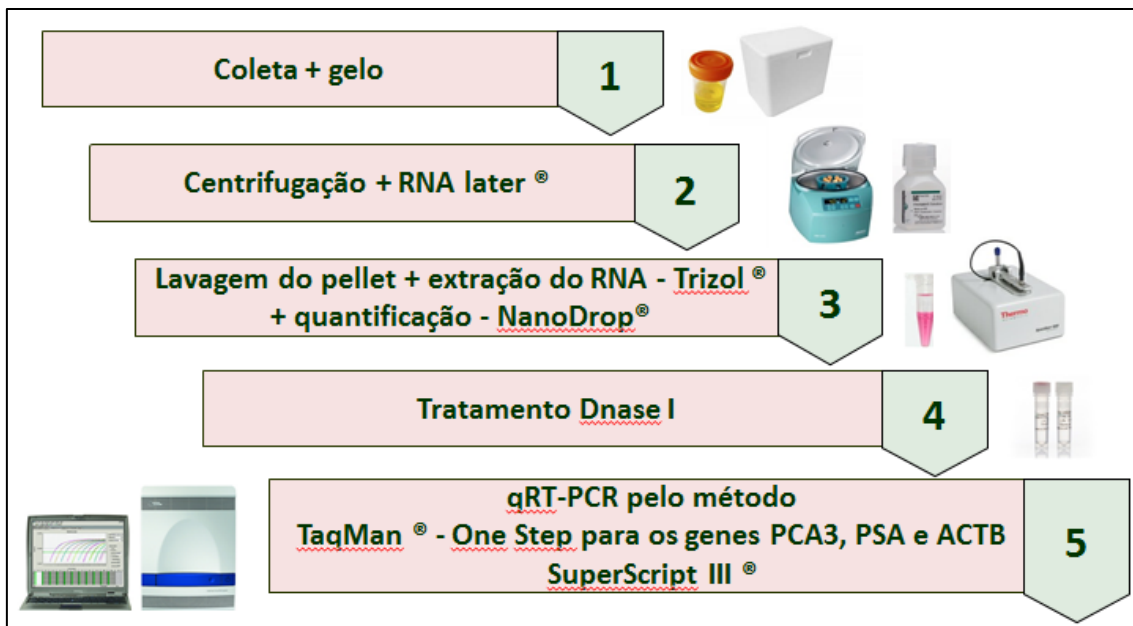 Coleta + gelo
1
Centrifugação + RNA later ®
2
Lavagem do pellet + extração do RNA - Trizol ®
+ quantificação - NanoDrop®
3
Thermo
Tratamento Dnase I
4
qRT-PCR pelo método
TaqMan ® - One Step para os genes PCA3, PSA e ACTB
SuperScript III ®
5